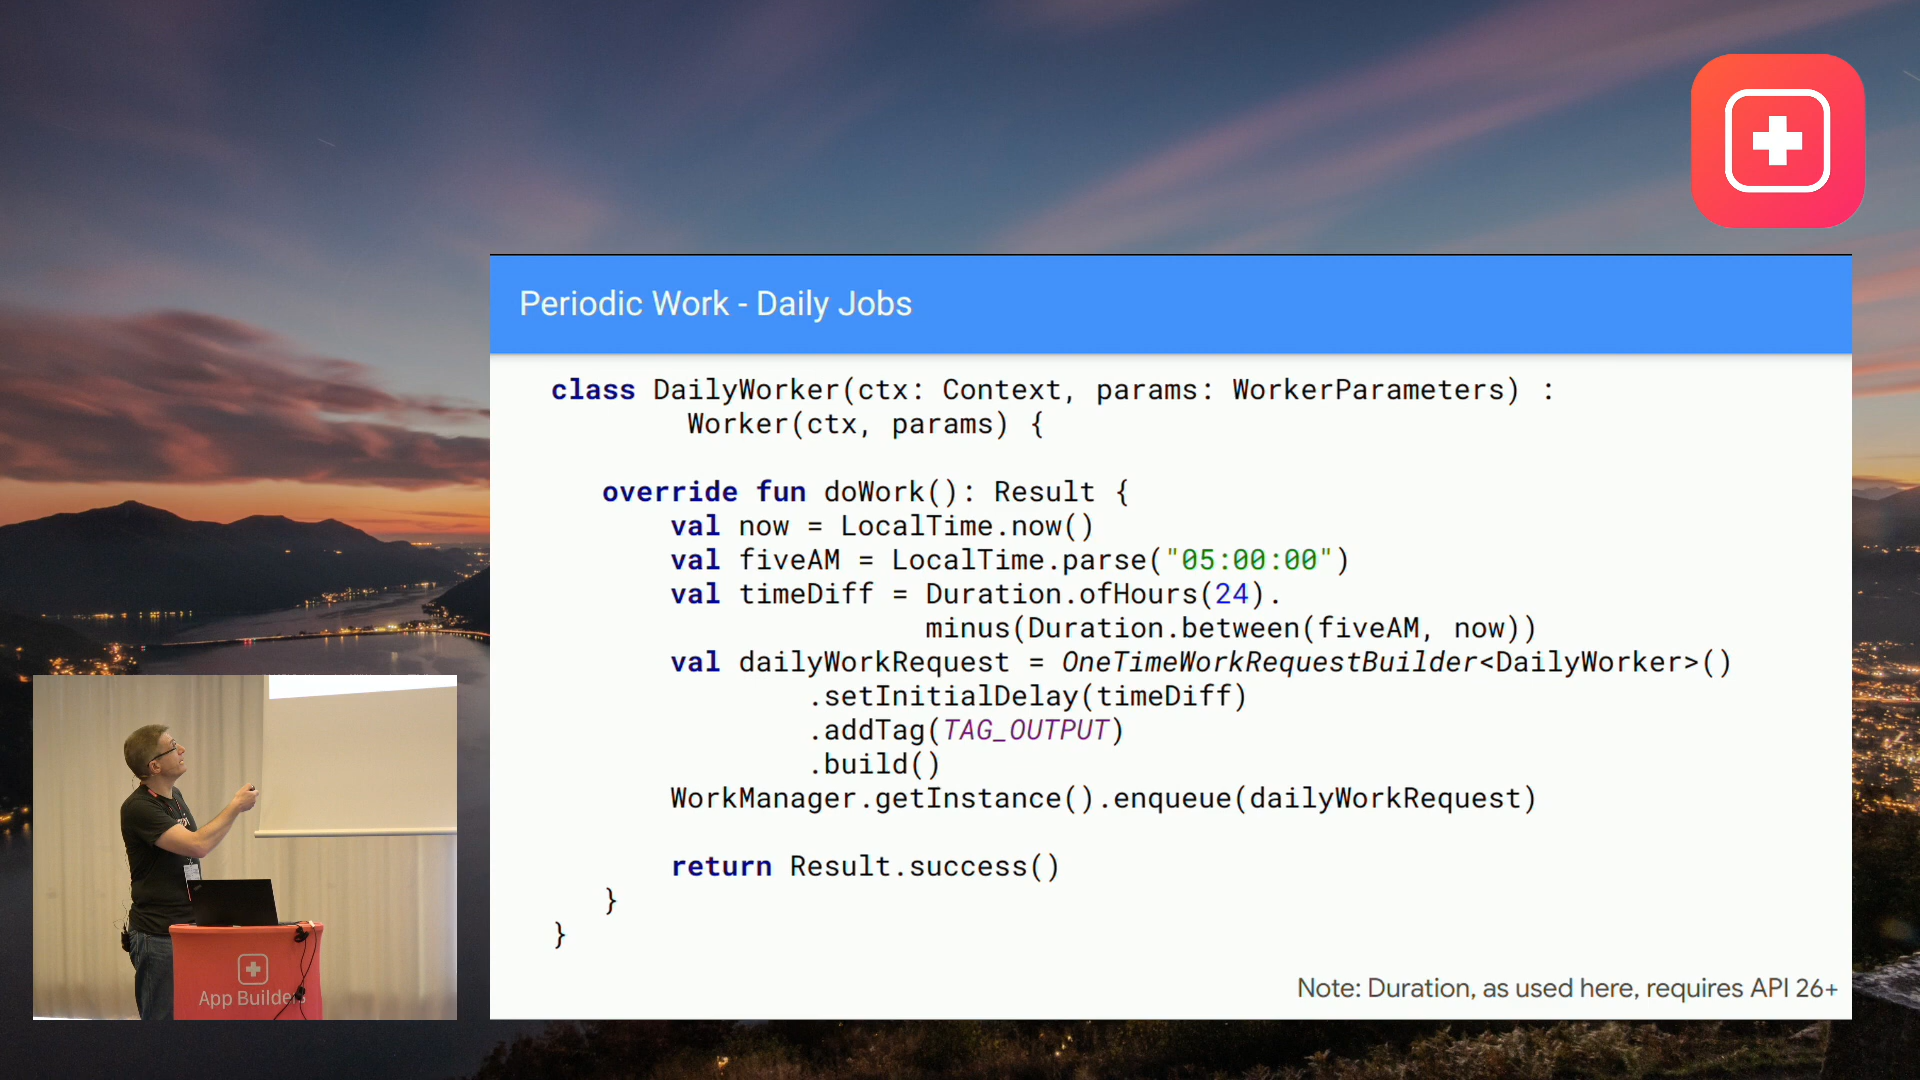 Periodic Work - Daily Jobs
class DailyWorker(ctx: Context, params: WorkerParameters) :
Worker(ctx, params) {
override fun doWork(): Result {
val now = LocalTime.now()
val fiveAM = LocalTime.parse("05:00:00")
val timeDiff = Duration.ofHours(24).
minus(Duration.between(fiveAM, now))
val dailyWorkRequest = OneTimeWorkRequestBuilder<DailyWorker>()
.setInitialDelay(timeDiff)
.addTag(TAG_OUTPUT)
.build()
WorkManager.getInstance().enqueue(dailyWorkRequest)
return Result.success()
}
}
Note: Duration, as used here, requires API 26+
App Builders